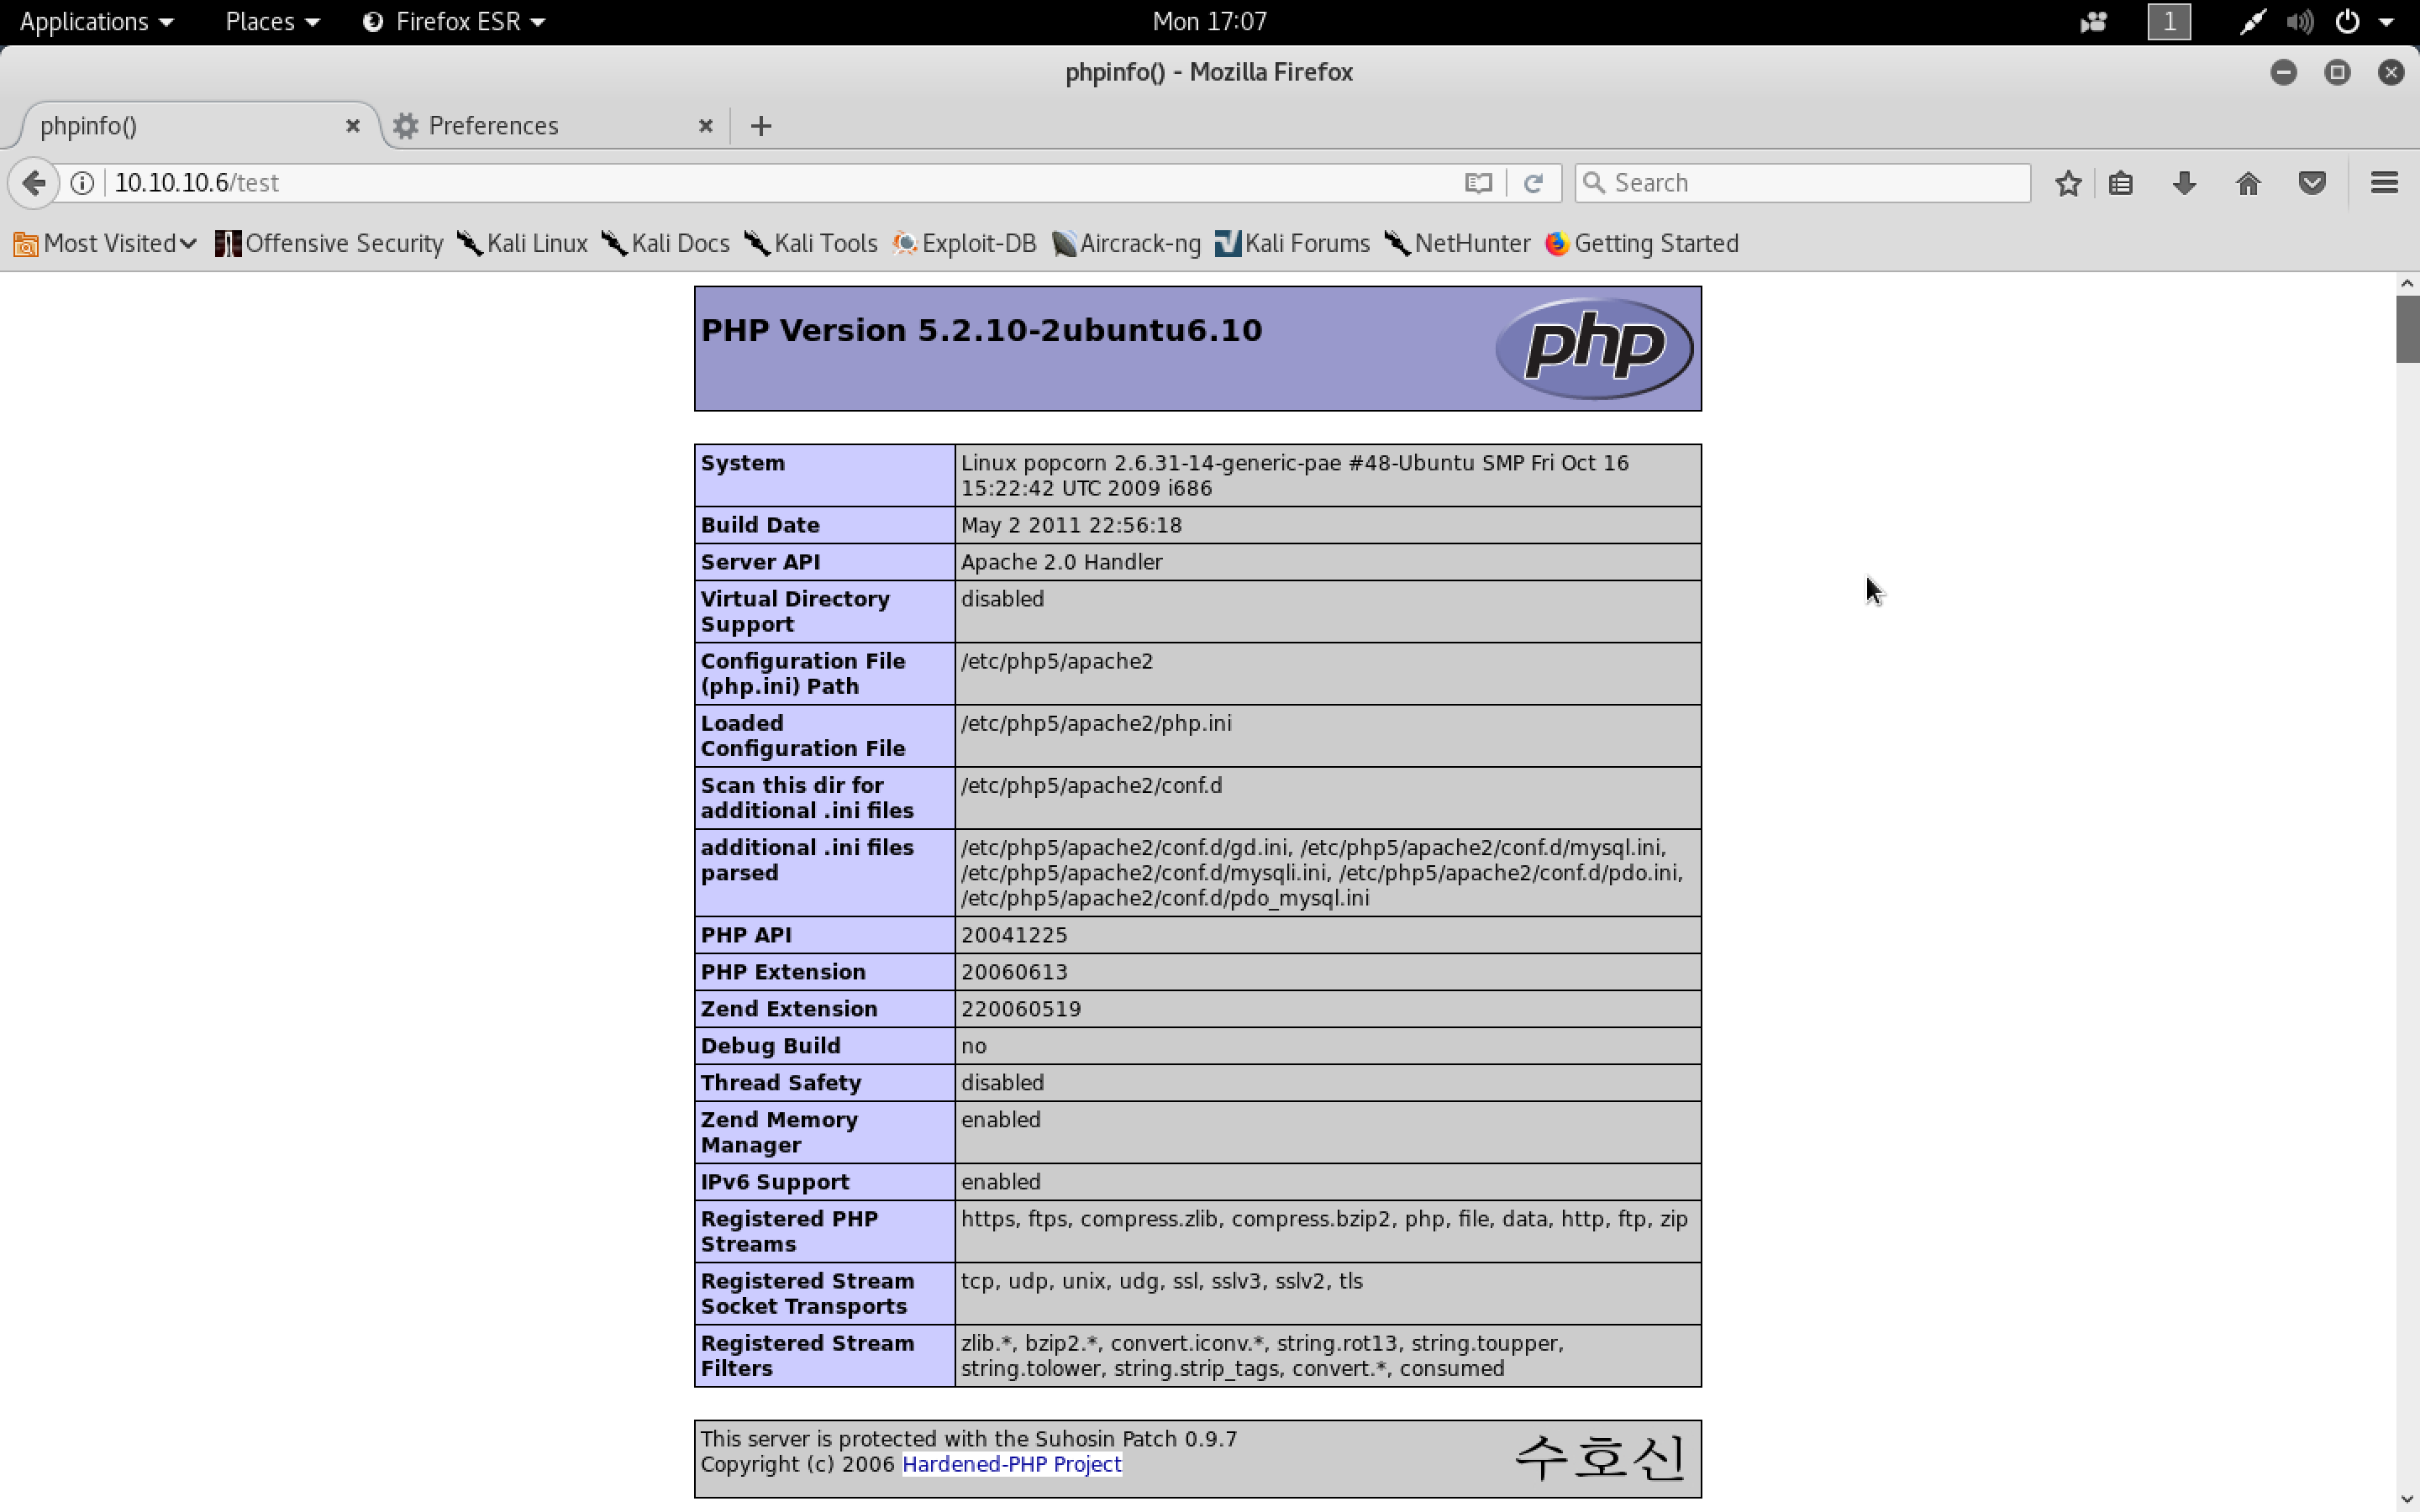 Applications Places Firefox ESR Mon 17:07 1
phpinfo() - Mozilla Firefox
phpinfo() Preferences
10.10.10.6/test Search
Most Visited Offensive Security Kali Linux Kali Docs Kali Tools Exploit-DB Aircrack-ng Kali Forums NetHunter Getting Started
PHP Version 5.2.10-2ubuntu6.10
php
System
Linux popcorn 2.6.31-14-generic-pae #48-Ubuntu SMP Fri Oct 16
15:22:42 UTC 2009 i686
Build Date
May 2 2011 22:56:18
Server API
Apache 2.0 Handler
Virtual Directory
Support
disabled
Configuration File
(php.ini) Path
/etc/php5/apache2
Loaded
Configuration File
/etc/php5/apache2/php.ini
Scan this dir for
additional .ini files
/etc/php5/apache2/conf.d
additional .ini files
parsed
/etc/php5/apache2/conf.d/gd.ini, /etc/php5/apache2/conf.d/mysql.ini,
/etc/php5/apache2/conf.d/mysqli.ini, /etc/php5/apache2/conf.d/pdo.ini,
/etc/php5/apache2/conf.d/pdo_mysql.ini
PHP API
20041225
PHP Extension
20060613
Zend Extension
220060519
Debug Build
no
Thread Safety
disabled
Zend Memory
Manager
enabled
IPv6 Support
enabled
Registered PHP
Streams
https, ftps, compress.zlib, compress.bzip2, php, file, data, http, ftp, zip
Registered Stream
Socket Transports
tcp, udp, unix, udg, ssl, sslv3, sslv2, tls
Registered Stream
Filters
zlib.*, bzip2.*, convert.iconv.*, string.rot13, string.toupper,
string.tolower, string.strip_tags, convert.*, consumed
This server is protected with the Suhosin Patch 0.9.7
Copyright (c) 2006 Hardened-PHP Project
수호신